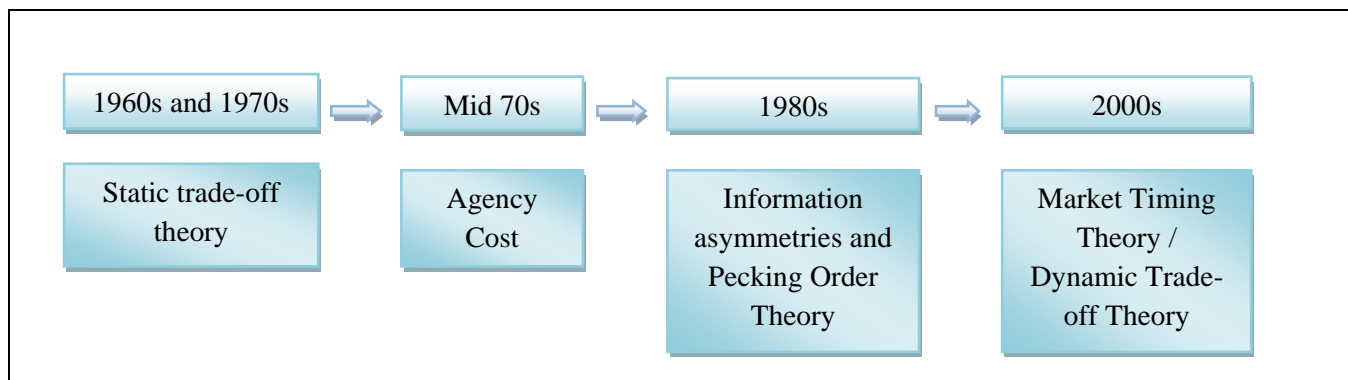 1960s and 1970s
Mid 70s
1980s
2000s
Static trade-off
theory
Agency
Cost
Information
asymmetries and
Pecking Order
Theory
Market Timing
Theory /
Dynamic Trade-
off Theory